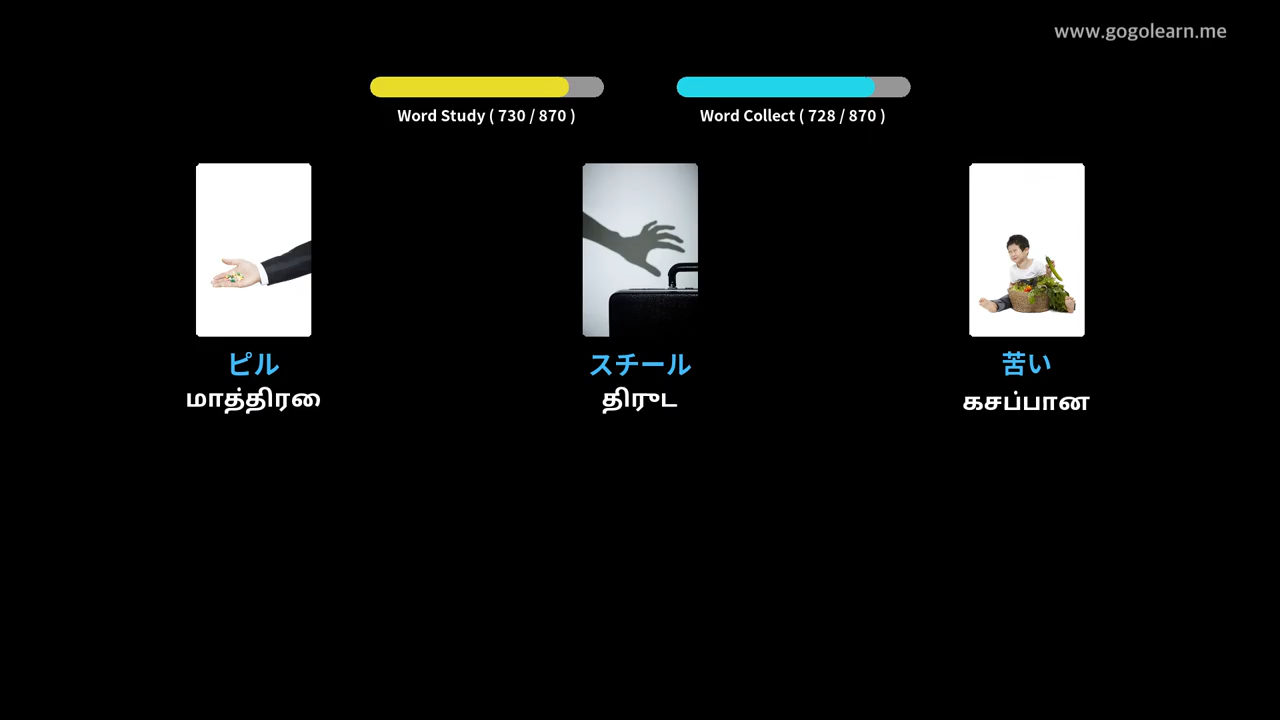 www.gogolearn.me
Word Study ( 730 / 870 )
Word Collect ( 728 / 870 )
ピル
மாத்திரை
スチール
திருட
苦い
கசப்பான